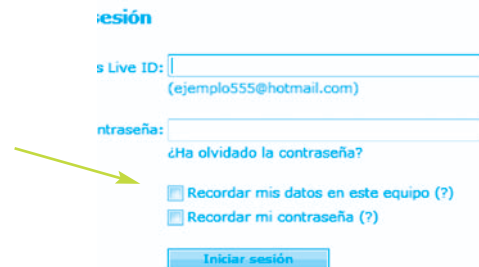 sesión
s Live ID:
(ejemplo555@hotmail.com)
ntraseña:
¿Ha olvidado la contraseña?
Recordar mis datos en este equipo (?)
Recordar mi contraseña (?)
Iniciar sesión